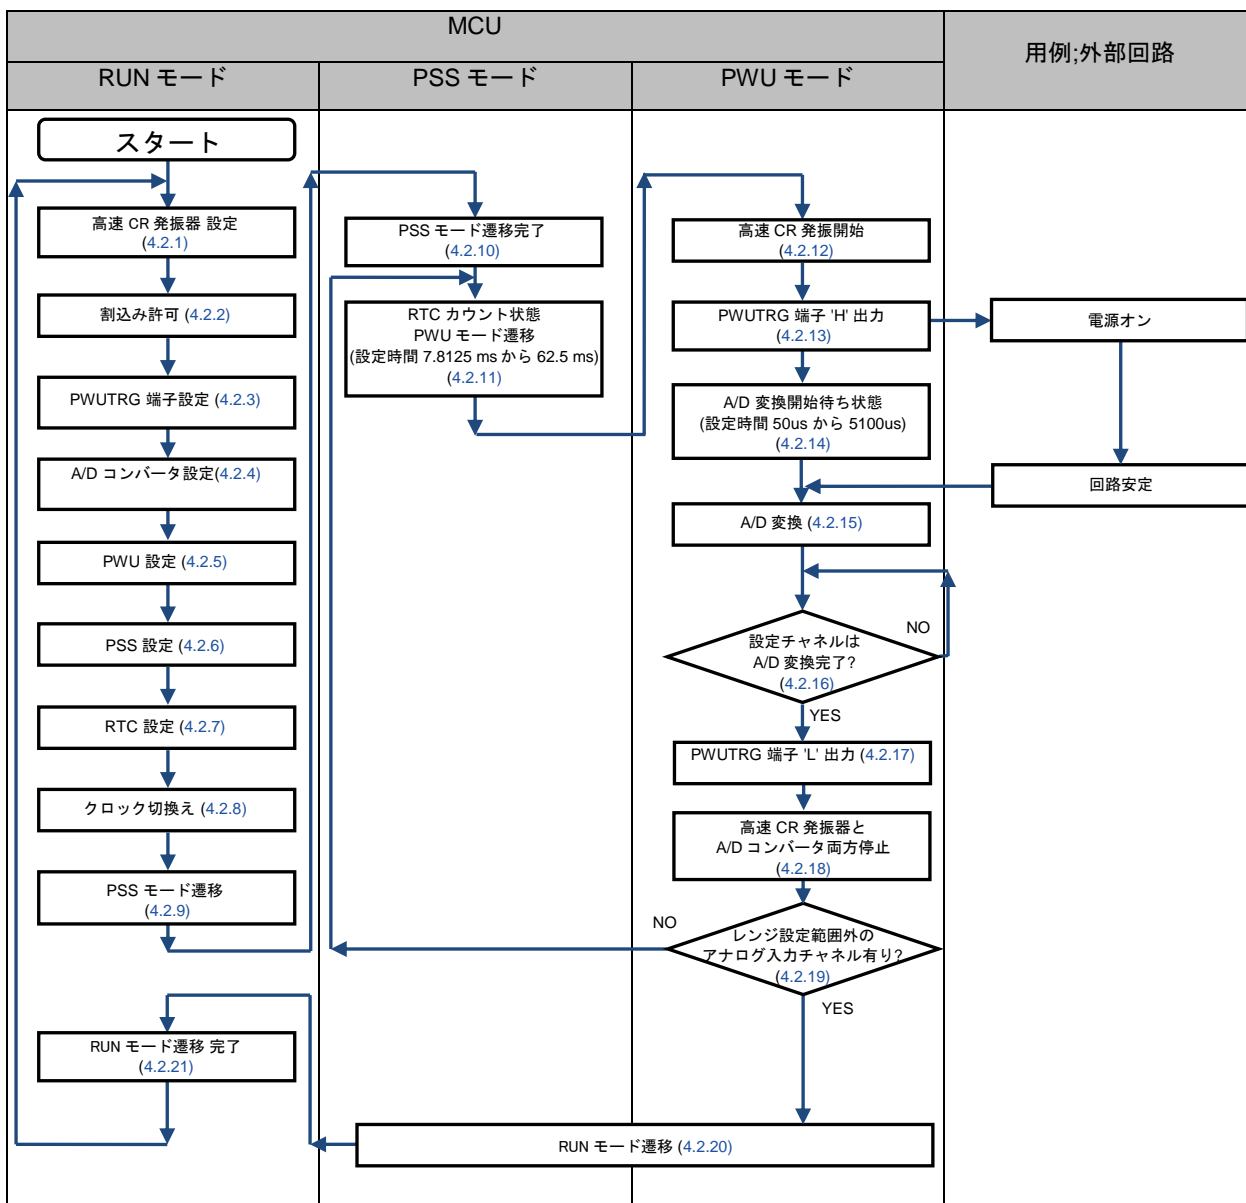 MCU
用例;外部回路
RUN モード
PSS モード
PWU モード
スタート
高速 CR 発振器 設定
(4.2.1)
割込み許可 (4.2.2)
PWUTRG 端子設定 (4.2.3)
A/D コンバータ設定(4.2.4)
PWU 設定 (4.2.5)
PSS 設定 (4.2.6)
RTC 設定 (4.2.7)
クロック切換え (4.2.8)
PSS モード遷移
(4.2.9)
RUN モード遷移 完了
(4.2.21)
PSS モード遷移完了
(4.2.10)
RTC カウント状態
PWU モード遷移
(設定時間 7.8125 ms から 62.5 ms)
(4.2.11)
高速 CR 発振開始
(4.2.12)
PWUTRG 端子 'H' 出力
(4.2.13)
A/D 変換開始待ち状態
(設定時間 50us から 5100us)
(4.2.14)
A/D 変換 (4.2.15)
設定チャネルは
A/D 変換完了?
(4.2.16)
NO
YES
PWUTRG 端子 'L' 出力 (4.2.17)
高速 CR 発振器と
A/D コンバータ両方停止
(4.2.18)
レンジ設定範囲外の
アナログ入力チャネル有り?
(4.2.19)
NO
YES
RUN モード遷移 (4.2.20)
電源オン
回路安定